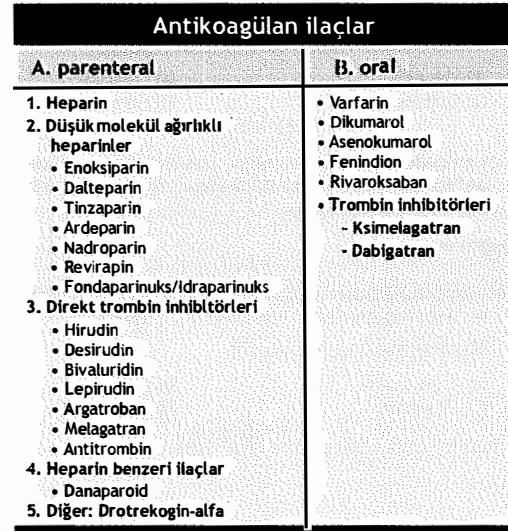 Antikoagülan ilaçlar
A. parenteral
1. Heparin
2. Düşük molekül ağırlıklı
heparinler
• Enoksiparin
• Dalteparin
• Tinzaparin
• Ardeparin
• Nadroparin
• Revirapin
• Fondaparinuks/Idraparinuks
3. Direkt trombin inhibitörleri
• Hirudin
• Desirudin
• Bivaluridin
• Lepirudin
• Argatroban
• Melagatran
• Antitrombin
4. Heparin benzeri ilaçlar
• Danaparoid
5. Diğer: Drotrekogin-alfa
B. oral
• Varfarin
• Dikumarol
• Asenokumarol
• Fenindion
• Rivaroksaban
• Trombin inhibitörleri
- Ksimelagatran
- Dabigatran